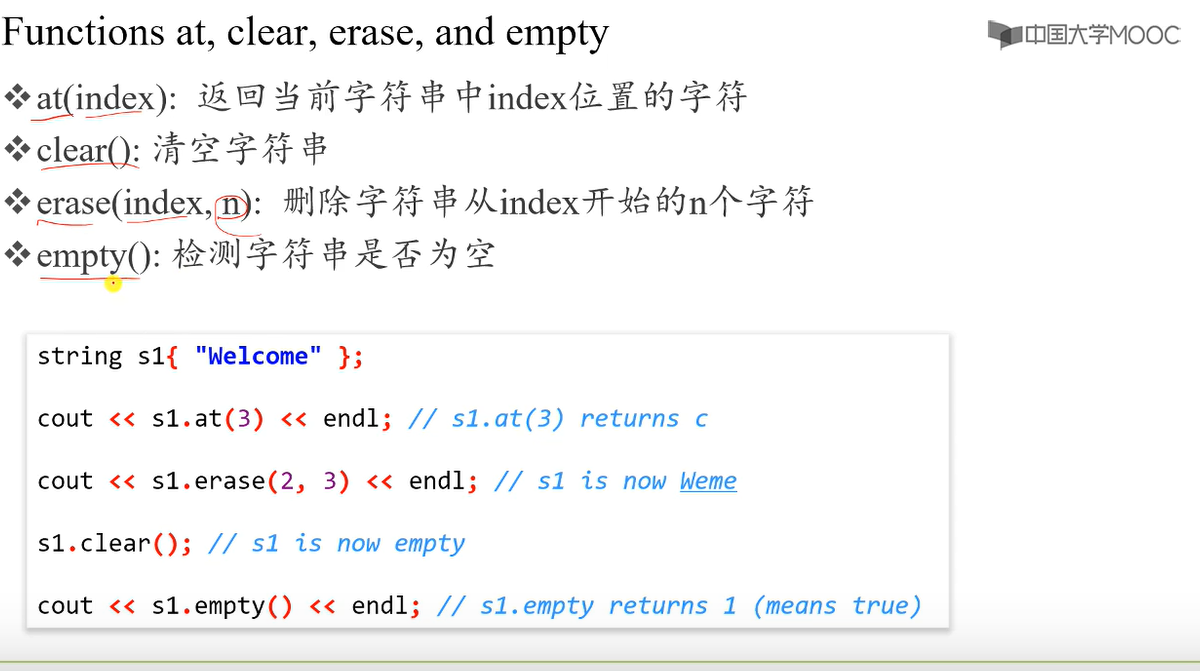 Functions at, clear, erase, and empty
中国大学MOOC
❖at(index): 返回当前字符串中index位置的字符
❖clear(): 清空字符串
❖erase(index, n): 删除字符串从index开始的n个字符
❖empty(): 检测字符串是否为空
string s1{ "Welcome" };
cout << s1.at(3) << endl; // s1.at(3) returns c
cout << s1.erase(2, 3) << endl; // s1 is now Weme
s1.clear(); // s1 is now empty
cout << s1.empty() << endl; // s1.empty returns 1 (means true)